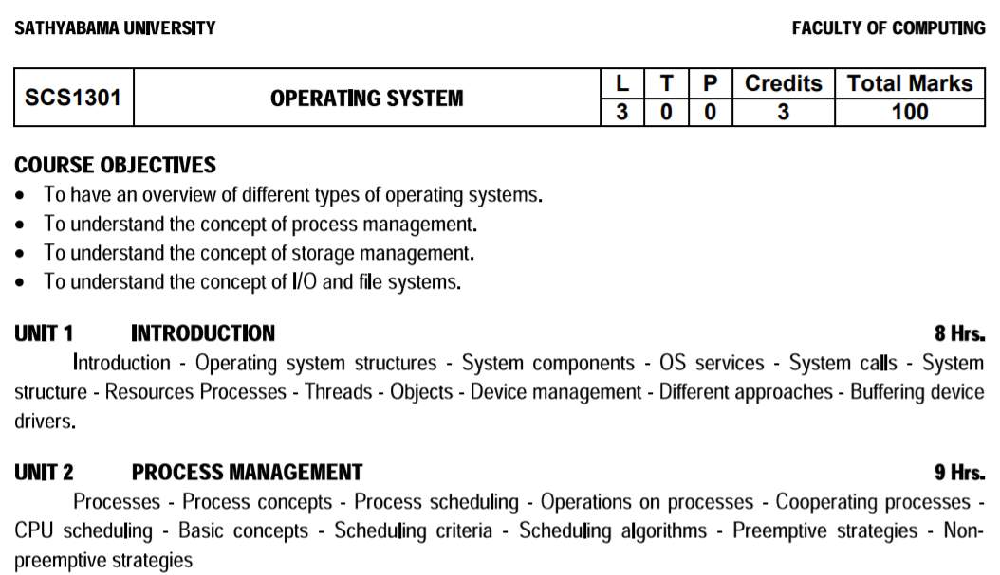 SATHYABAMA UNIVERSITY FACULTY OF COMPUTING
SCS1301 OPERATING SYSTEM L T P Credits Total Marks
3 0 0 3 100
COURSE OBJECTIVES
• To have an overview of different types of operating systems.
• To understand the concept of process management.
• To understand the concept of storage management.
• To understand the concept of I/O and file systems.
UNIT 1 INTRODUCTION 8 Hrs.
Introduction - Operating system structures - System components - OS services - System calls - System
structure - Resources Processes - Threads - Objects - Device management - Different approaches - Buffering device
drivers.
UNIT 2 PROCESS MANAGEMENT 9 Hrs.
Processes - Process concepts - Process scheduling - Operations on processes - Cooperating processes -
CPU scheduling - Basic concepts - Scheduling criteria - Scheduling algorithms - Preemptive strategies - Non-
preemptive strategies